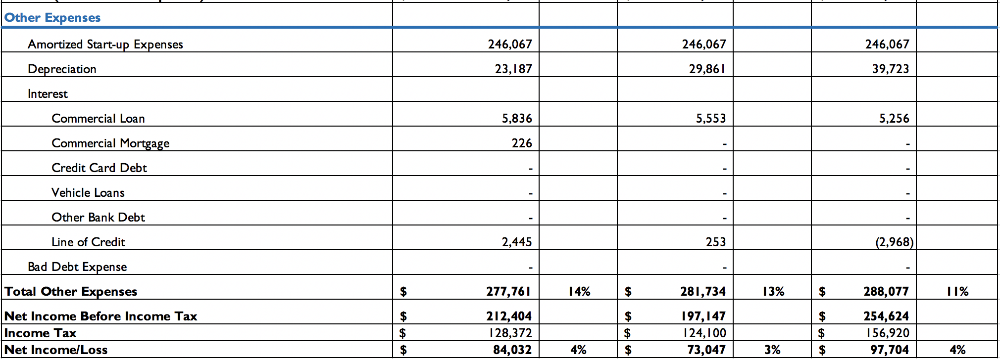 Other Expenses
Amortized Start-up Expenses 246,067 246,067 246,067
Depreciation 23,187 29,861 39,723
Interest
Commercial Loan 5,836 5,553 5,256
Commercial Mortgage 226 - -
Credit Card Debt - - -
Vehicle Loans - - -
Other Bank Debt - - -
Line of Credit 2,445 253 (2,968)
Bad Debt Expense - - -
Total Other Expenses $ 277,761 14% $ 281,734 13% $ 288,077 11%
Net Income Before Income Tax $ 212,404 $ 197,147 $ 254,624
Income Tax $ 128,372 $ 124,100 $ 156,920
Net Income/Loss $ 84,032 4% $ 73,047 3% $ 97,704 4%